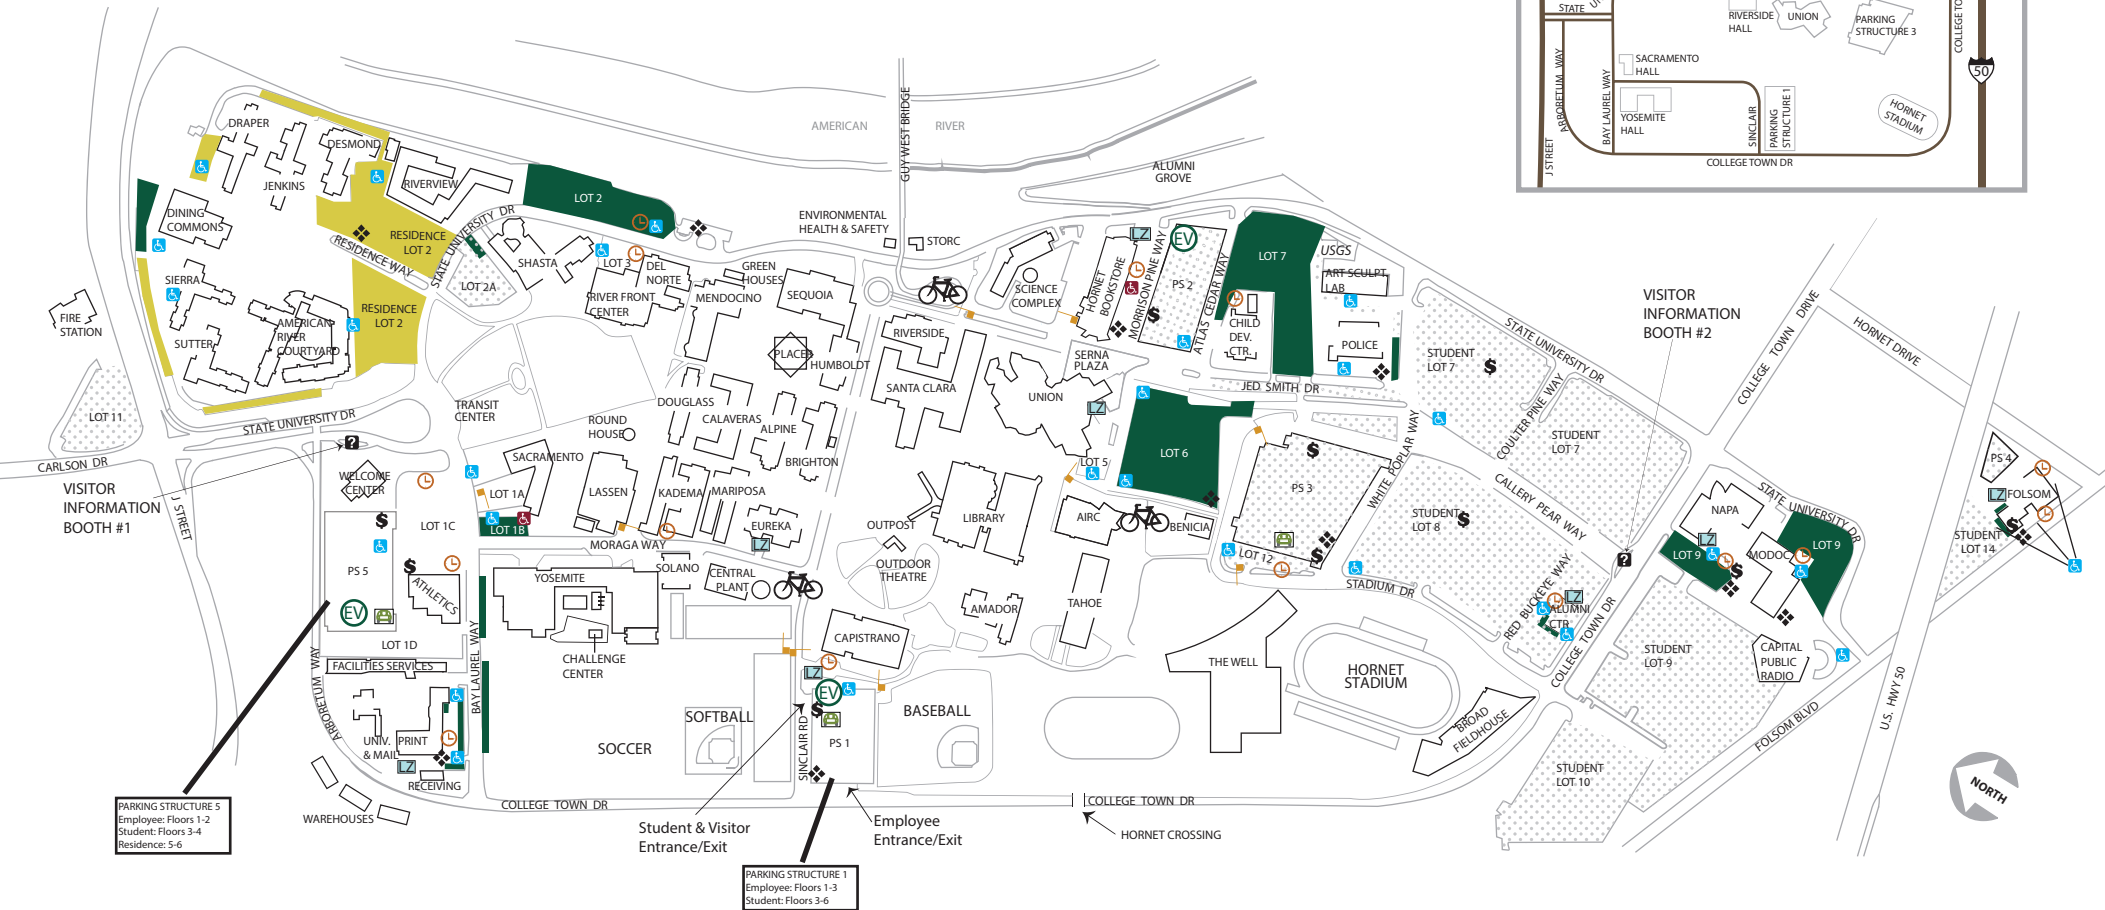 STATE
RIVERSIDE
HALL
UNION
PARKING
STRUCTURE 3
COLLEGE TO
50
SACRAMENTO
HALL
ARBORETUM WAY
BAY LAUREL WAY
YOSEMITE
HALL
SINCLAIR
PARKING
STRUCTURE 1
HORNET
STADIUM
J STREET
COLLEGE TOWN DR
AMERICAN RIVER
GUY WEST BRIDGE
DRAPER
DESMOND
JENKINS
RIVERVIEW
DINING
COMMONS
LOT 2
ALUMNI
GROVE
ENVIRONMENTAL
HEALTH & SAFETY
STORC
RESIDENCE
LOT 2
RESIDENCE WAY
STATE UNIVERSITY DR
SHASTA
LOT 2A
LOT 3
DEL
NORTE
GREEN
HOUSES
RIVER FRONT
CENTER
MENDOCINO
SEQUOIA
SCIENCE
COMPLEX
HORNET
BOOKSTORE
LZ
MORRISON PINE WAY
EV
PS 2
ATLAS CEDAR WAY
LOT 7
USGS
ART SCULPT.
LAB
CHILD
DEV.
CTR.
POLICE
SIERRA
SUTTER
AMERICAN
RIVER
COURTYARD
RESIDENCE
LOT 2
FIRE
STATION
LOT 11
PLACER
HUMBOLDT
RIVERSIDE
SANTA CLARA
SERNA
PLAZA
UNION
LZ
JED SMITH DR
STUDENT
LOT 7
$
STATE UNIVERSITY DR
VISITOR
INFORMATION
BOOTH #2
COLLEGE TOWN DRIVE
HORNET DRIVE
STATE UNIVERSITY DR
TRANSIT
CENTER
ROUND
HOUSE
DOUGLASS
CALAVERAS
ALPINE
BRIGHTON
CARLSON DR
J STREET
VISITOR
INFORMATION
BOOTH #1
?
WELCOME
CENTER
SACRAMENTO
LOT 1A
LOT 1B
LOT 1C
LASSEN
KADEMA
MARIPOSA
EUREKA
LZ
MORAGA WAY
SOLANO
CENTRAL
PLANT
LIBRARY
OUTPOST
OUTDOOR
THEATRE
LOT 5
LOT 6
AIRC
BENICIA
PS 3
$
$
LOT 12
WHITE POPLAR WAY
STUDENT
LOT 8
$
COULTER PINE WAY
STUDENT
LOT 7
CALLERY PEAR WAY
STADIUM DR
RED BUCKEYE WAY
?
LZ
ALUMNI
CTR
COLLEGE TOWN DR
NAPA
LZ
LOT 9
MODOC
$
STATE UNIVERSITY DR
LOT 9
STUDENT
LOT 9
CAPITAL
PUBLIC
RADIO
PS 4
LZ
FOLSOM
$
STUDENT
LOT 14
U.S. HWY 50
FOLSOM BLVD
$
PS 5
$
ATHLETICS
EV
LOT 1D
FACILITIES SERVICES
ARBORETUM WAY
BAY LAUREL WAY
UNIV.
& MAIL
PRINT
LZ
RECEIVING
WAREHOUSES
YOSEMITE
CHALLENGE
CENTER
SOCCER
SOFTBALL
CAPISTRANO
LZ
EV
$
SINCLAIR RD
PS 1
BASEBALL
AMADOR
TAHOE
THE WELL
HORNET
STADIUM
BROAD
FIELDHOUSE
STUDENT
LOT 10
NORTH
COLLEGE TOWN DR
COLLEGE TOWN DR
HORNET CROSSING
Student & Visitor
Entrance/Exit
Employee
Entrance/Exit
PARKING STRUCTURE 5
Employee: Floors 1-2
Student: Floors 3-4
Residence: 5-6
PARKING STRUCTURE 1
Employee: Floors 1-3
Student: Floors 3-6